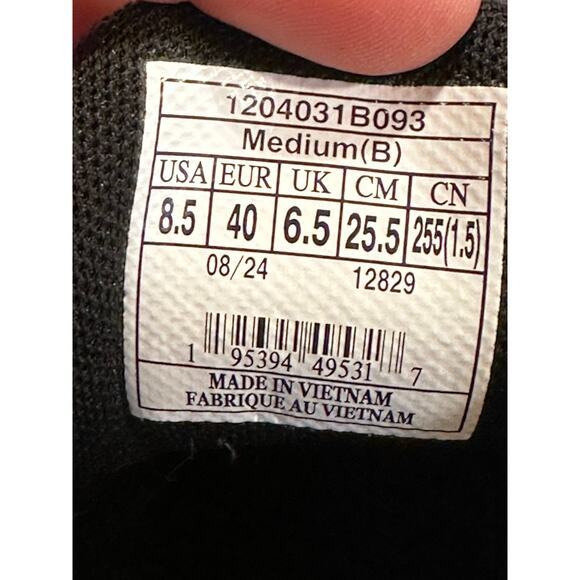 1204031B093
Medium(B)
USA EUR UK CM CN
8.5 40 6.5 25.5 255(1.5)
08/24 12829
1 95394 49531 7
MADE IN VIETNAM
FABRIQUE AU VIETNAM